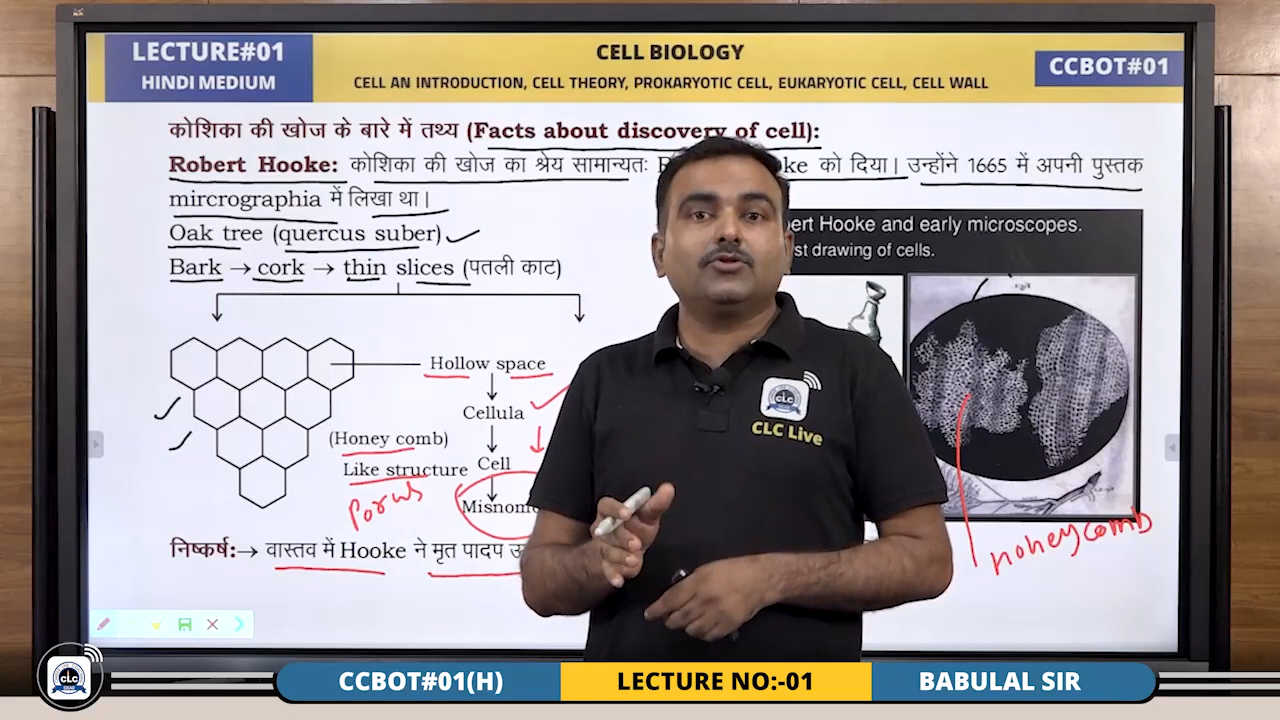 LECTURE#01
HINDI MEDIUM
CELL BIOLOGY
CELL AN INTRODUCTION, CELL THEORY, PROKARYOTIC CELL, EUKARYOTIC CELL, CELL WALL
CCBOT#01
कोशिका की खोज के बारे में तथ्य (Facts about discovery of cell):
Robert Hooke: कोशिका की खोज का श्रेय सामान्यतः ke को दिया। उन्होंने 1665 में अपनी पुस्तक
mircrographia में लिखा था।
Oak tree (quercus suber)
Bark → cork → thin slices (पतली काट)
bert Hooke and early microscopes.
st drawing of cells.
Hollow space
Cellula
(Honey comb)
Like structure
Cell
Porus
Misnom
honeycomb
निष्कर्ष:→ वास्तव में Hooke ने मृत पादप
CLC
CLC Live
CLC
CCBOT#01(H)
LECTURE NO:-01
BABULAL SIR